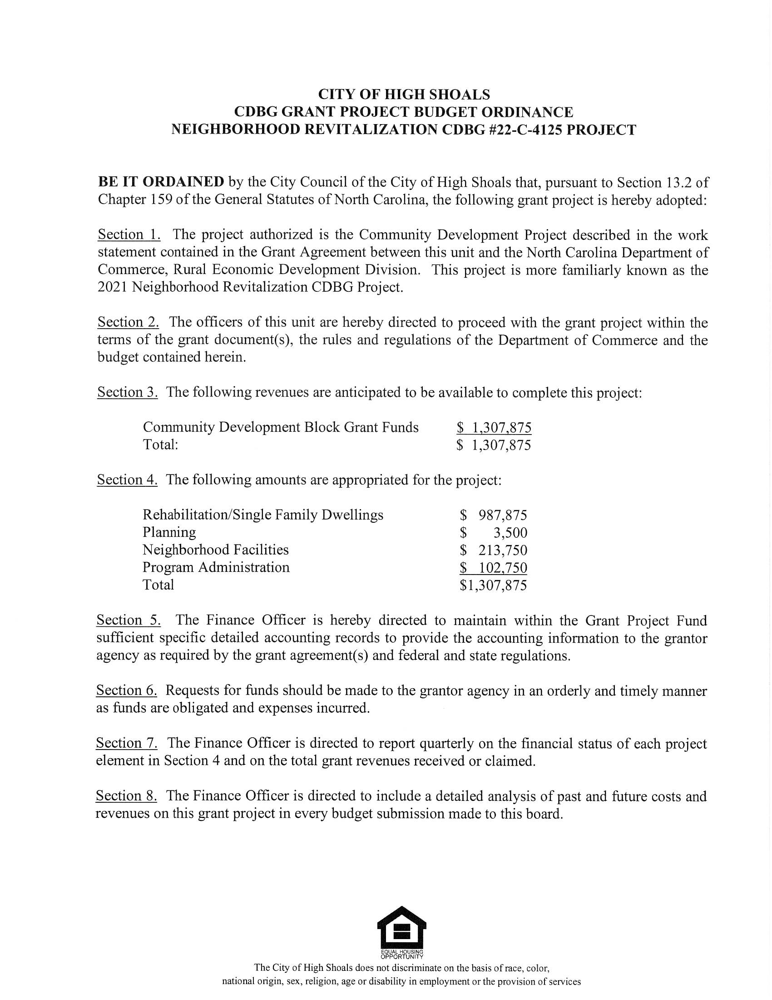 CITY OF HIGH SHOALS
CDBG GRANT PROJECT BUDGET ORDINANCE
NEIGHBORHOOD REVITALIZATION CDBG #22-C-4125 PROJECT
BE IT ORDAINED by the City Council of the City of High Shoals that, pursuant to Section 13.2 of
Chapter 159 of the General Statutes of North Carolina, the following grant project is hereby adopted:
Section 1. The project authorized is the Community Development Project described in the work
statement contained in the Grant Agreement between this unit and the North Carolina Department of
Commerce, Rural Economic Development Division. This project is more familiarly known as the
2021 Neighborhood Revitalization CDBG Project.
Section 2. The officers of this unit are hereby directed to proceed with the grant project within the
terms of the grant document(s), the rules and regulations of the Department of Commerce and the
budget contained herein.
Section 3. The following revenues are anticipated to be available to complete this project:
Community Development Block Grant Funds $ 1,307,875
Total: $ 1,307,875
Section 4. The following amounts are appropriated for the project:
Rehabilitation/Single Family Dwellings $ 987,875
Planning $ 3,500
Neighborhood Facilities $ 213,750
Program Administration $ 102,750
Total $1,307,875
Section 5. The Finance Officer is hereby directed to maintain within the Grant Project Fund
sufficient specific detailed accounting records to provide the accounting information to the grantor
agency as required by the grant agreement(s) and federal and state regulations.
Section 6. Requests for funds should be made to the grantor agency in an orderly and timely manner
as funds are obligated and expenses incurred.
Section 7. The Finance Officer is directed to report quarterly on the financial status of each project
element in Section 4 and on the total grant revenues received or claimed.
Section 8. The Finance Officer is directed to include a detailed analysis of past and future costs and
revenues on this grant project in every budget submission made to this board.
EQUAL HOUSING
OPPORTUNITY
The City of High Shoals does not discriminate on the basis of race, color,
national origin, sex, religion, age or disability in employment or the provision of services